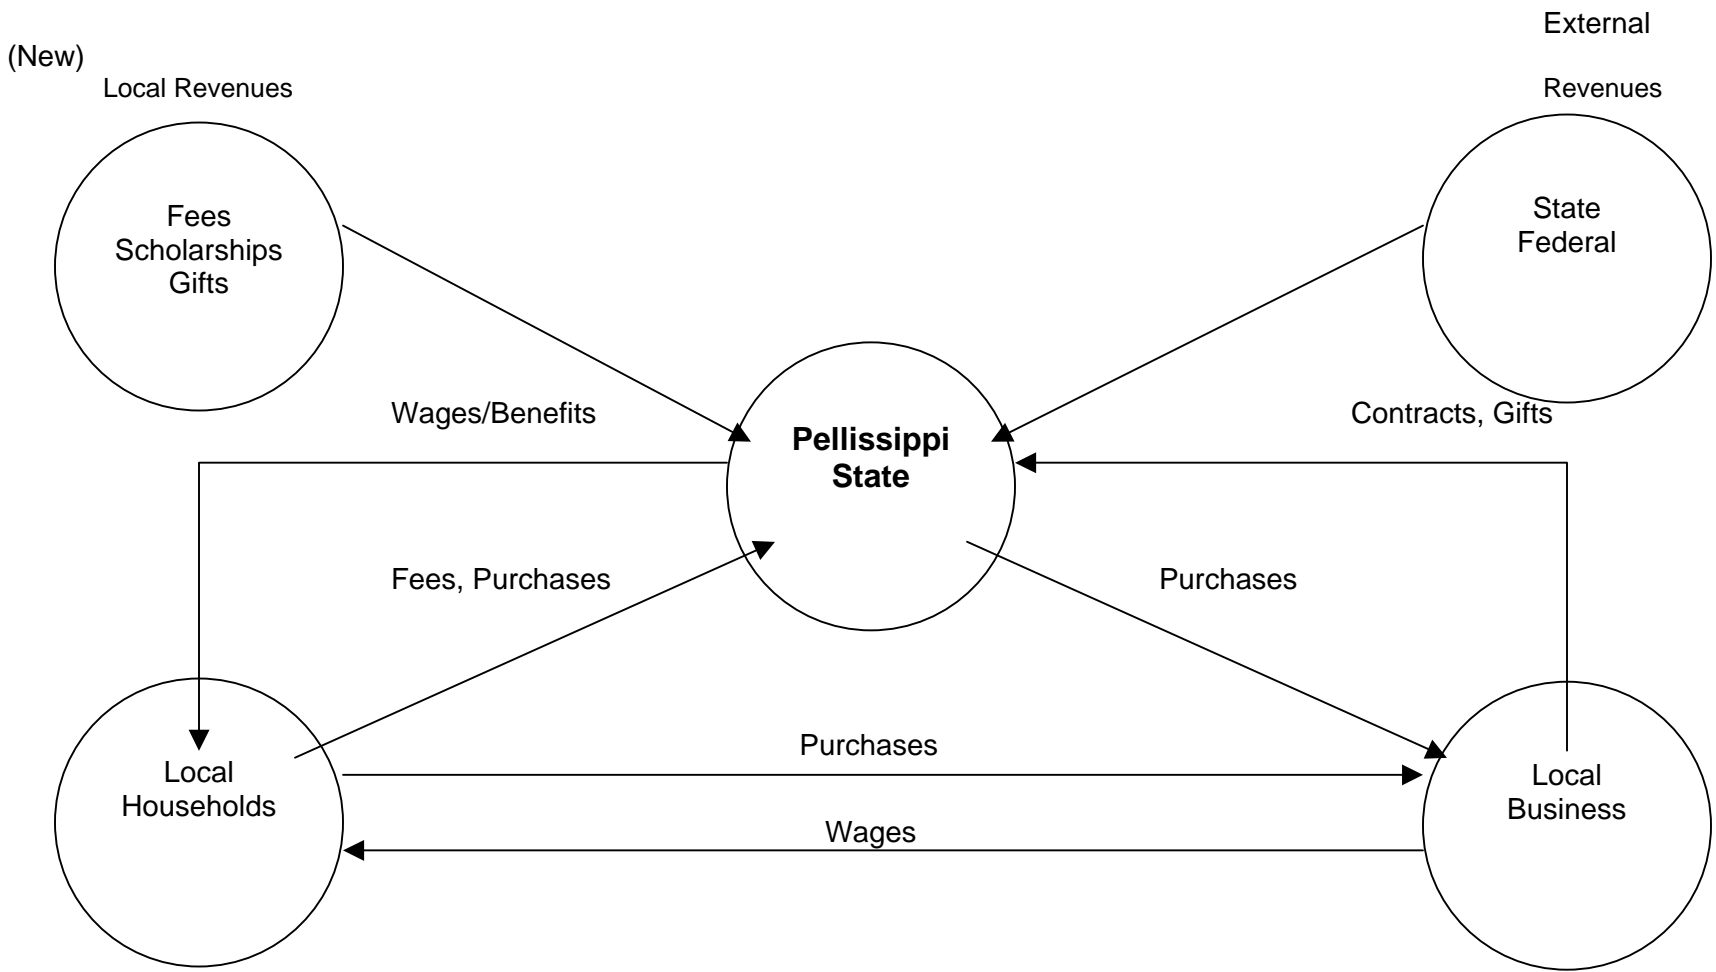 External
(New)
Local Revenues
Revenues
Fees
Scholarships
Gifts
State
Federal
Wages/Benefits
Contracts, Gifts
Pellissippi
State
Fees, Purchases
Purchases
Purchases
Local
Households
Local
Business
Wages